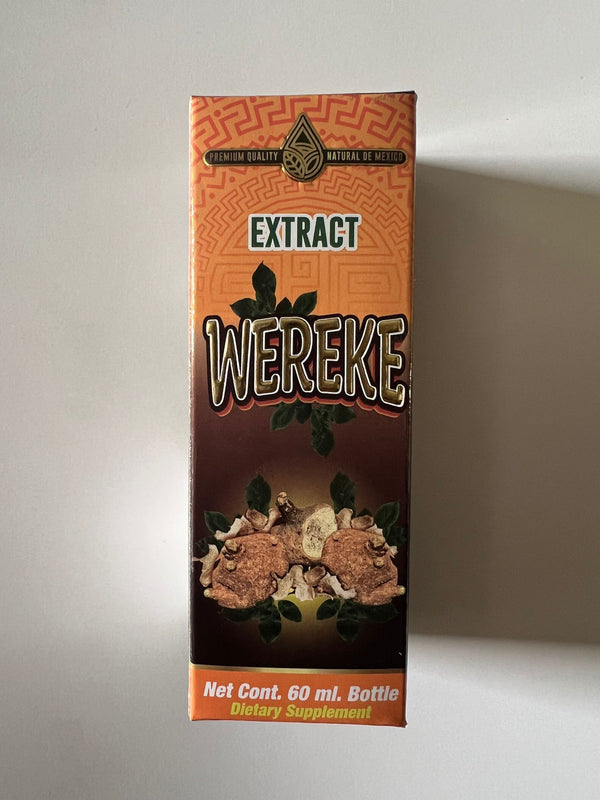 PREMIUM QUALITY NATURAL DE MEXICO
EXTRACT
WEREKE
Net Cont. 60 ml. Bottle
Dietary Supplement